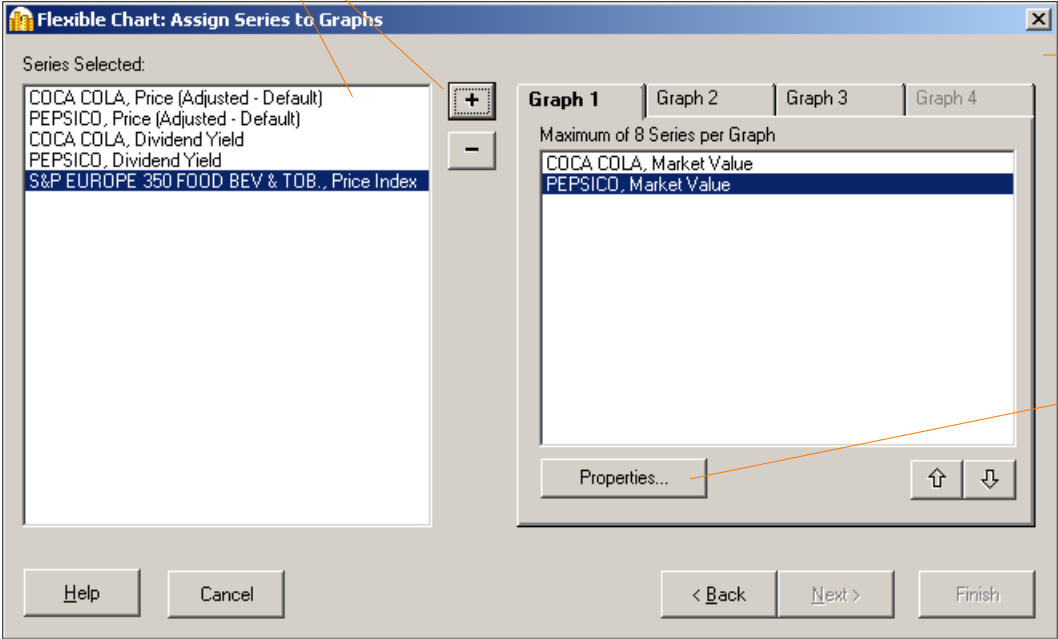 Flexible Chart: Assign Series to Graphs
Series Selected:
COCA COLA, Price (Adjusted - Default)
PEPSICO, Price (Adjusted - Default)
COCA COLA, Dividend Yield
PEPSICO, Dividend Yield
S&P EUROPE 350 FOOD BEV & TOB., Price Index
+
-
Graph 1 Graph 2 Graph 3 Graph 4
Maximum of 8 Series per Graph
COCA COLA, Market Value
PEPSICO, Market Value
Properties...
Help Cancel < Back Next > Finish